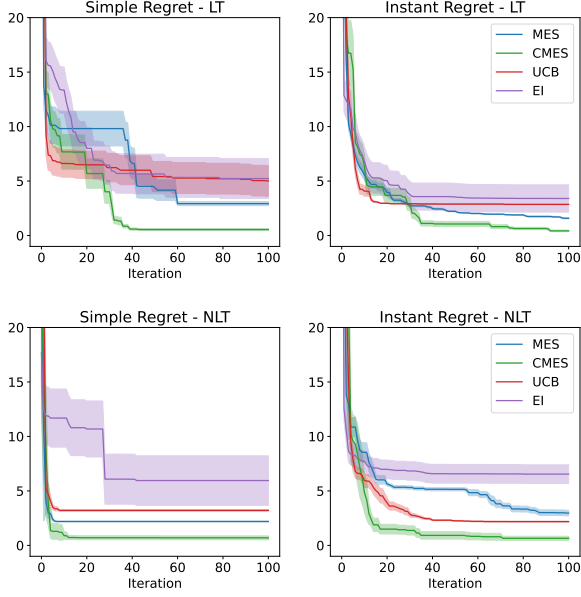 Simple Regret - LT
20
15
10
5
0
0 20 40 60 80 100
Iteration
Instant Regret - LT
MES
CMES
UCB
EI
20
15
10
5
0
0 20 40 60 80 100
Iteration
Simple Regret - NLT
20
15
10
5
0
0 20 40 60 80 100
Iteration
Instant Regret - NLT
MES
CMES
UCB
EI
20
15
10
5
0
0 20 40 60 80 100
Iteration